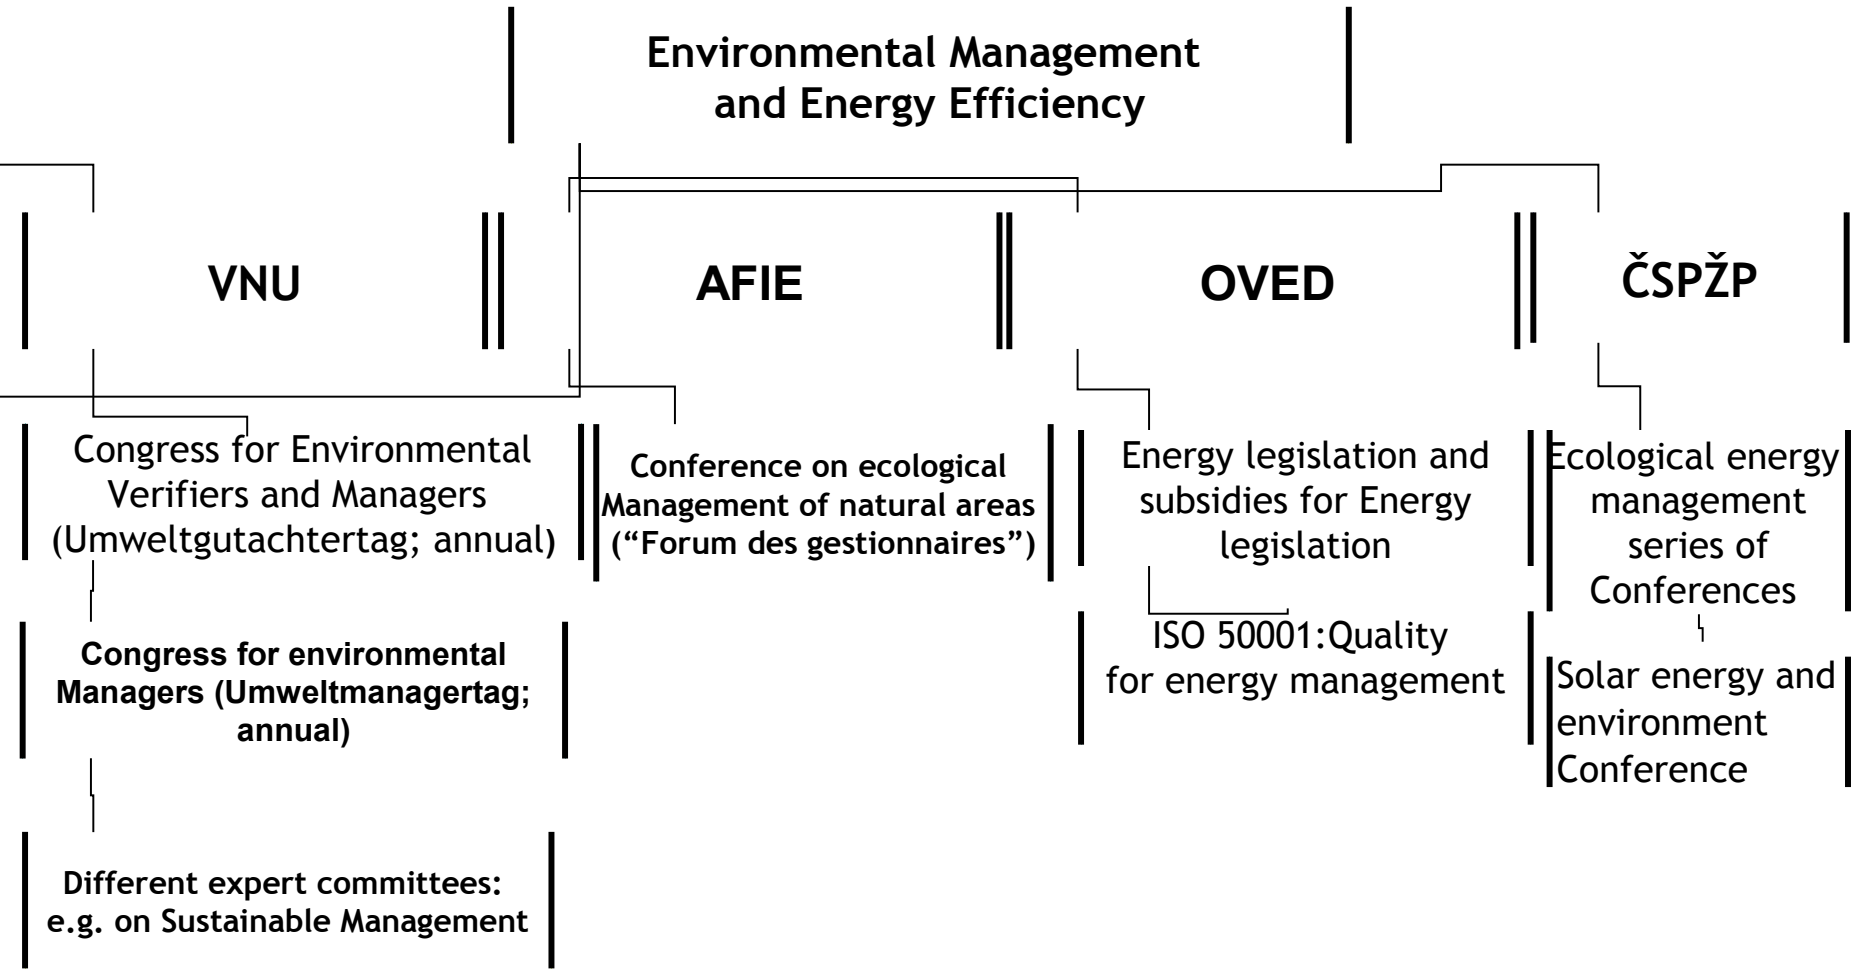 Environmental Management
and Energy Efficiency
VNU
AFIE
OVED
ČSPŽP
Congress for Environmental
Verifiers and Managers
(Umweltgutachtertag; annual)
Congress for environmental
Managers (Umweltmanagertag;
annual)
Different expert committees:
e.g. on Sustainable Management
Conference on ecological
Management of natural areas
(“Forum des gestionnaires”)
Energy legislation and
subsidies for Energy
legislation
ISO 50001:Quality
for energy management
Ecological energy
management
series of
Conferences
Solar energy and
environment
Conference